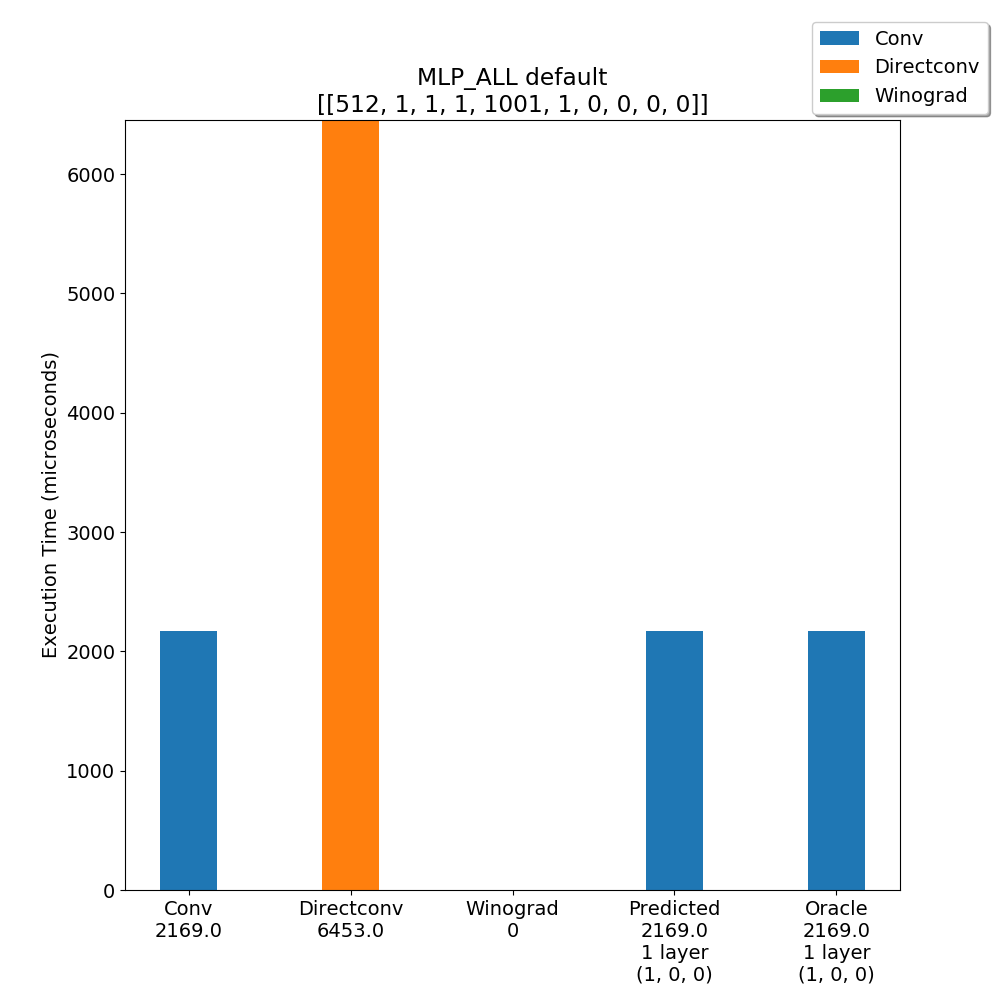 Conv
Directconv
Winograd
MLP_ALL default
[[512, 1, 1, 1, 1001, 1, 0, 0, 0, 0]]
Execution Time (microseconds)
6000
5000
4000
3000
2000
1000
0
Conv
2169.0
Directconv
6453.0
Winograd
0
Predicted
2169.0
1 layer
(1, 0, 0)
Oracle
2169.0
1 layer
(1, 0, 0)